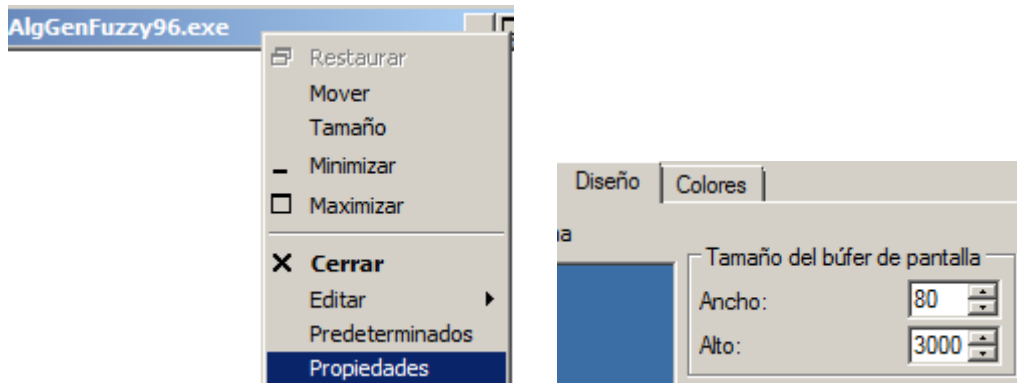 AlgGenFuzzy96.exe
Restaurar
Mover
Tamaño
Minimizar
Maximizar
Cerrar
Editar
Predeterminados
Propiedades
Diseño Colores
Tamaño del búfer de pantalla
Ancho: 80
Alto: 3000